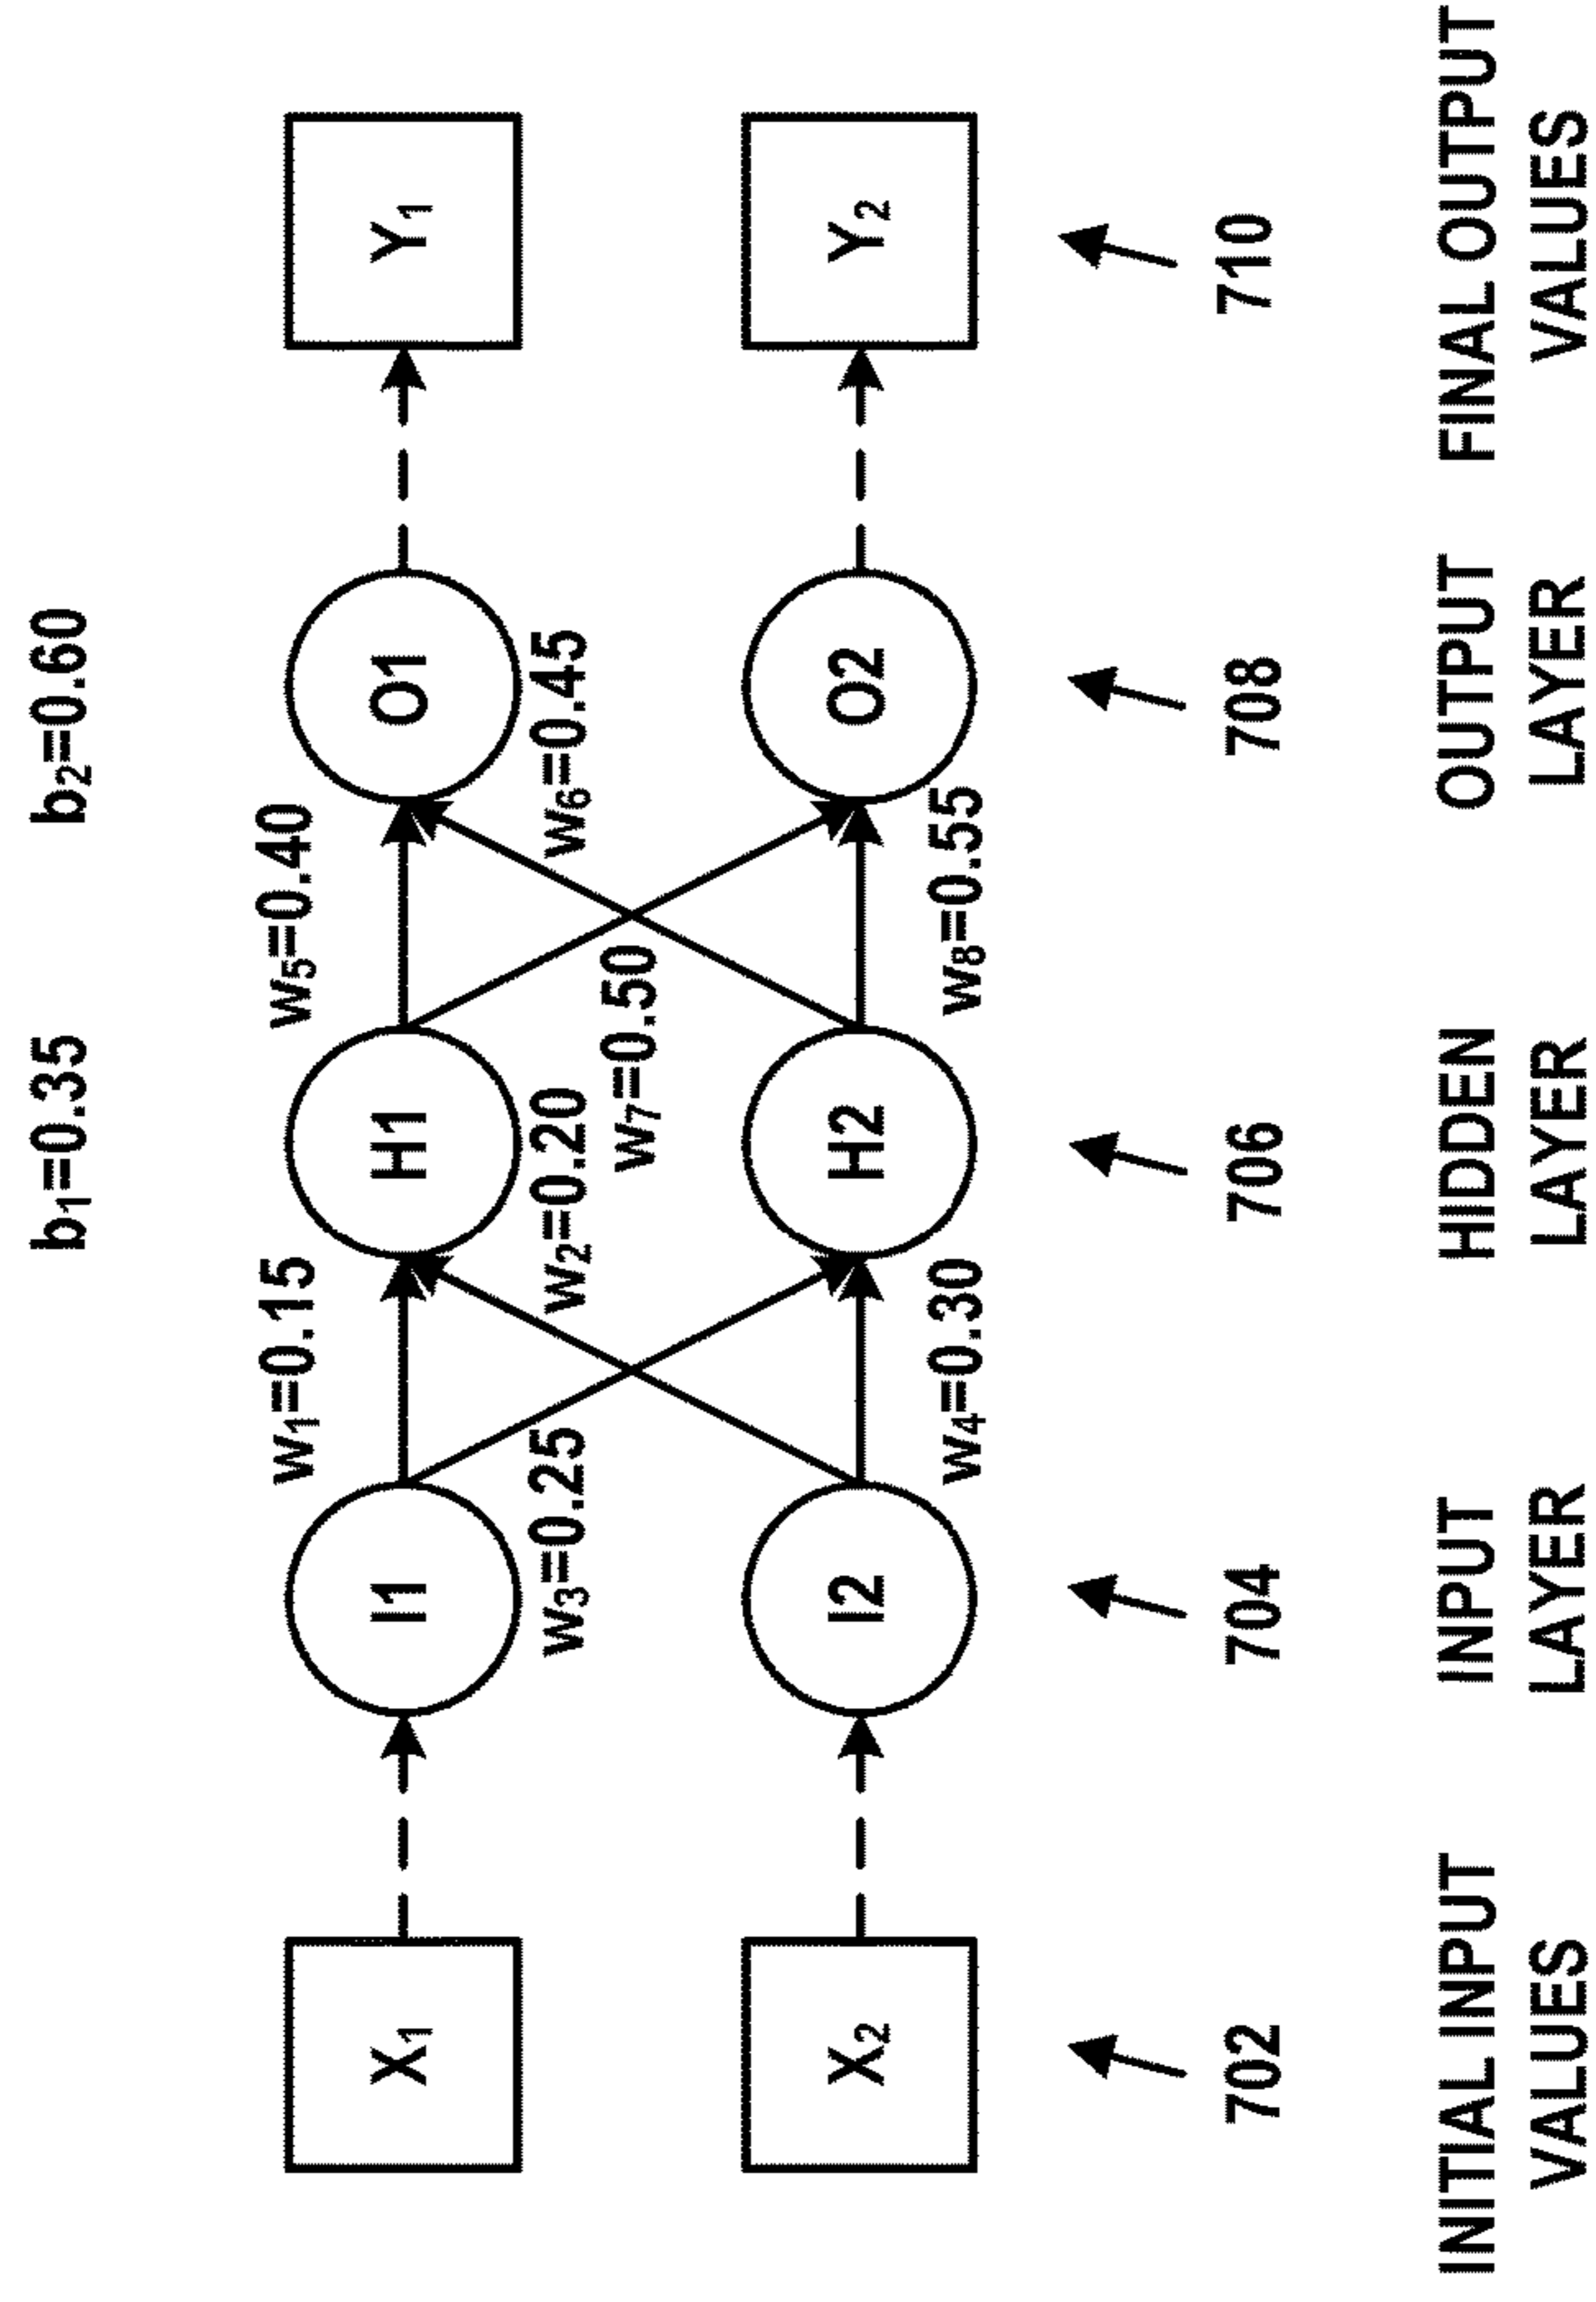 b₁=0.35
b₂=0.60
w₁=0.15
w₅=0.40
X₁
I1
H1
O1
Y₁
w₃=0.25
w₂=0.20
w₆=0.45
w₇=0.50
X₂
I2
H2
O2
Y₂
w₄=0.30
w₈=0.55
702
704
706
708
710
INITIAL INPUT
VALUES
INPUT
LAYER
HIDDEN
LAYER
OUTPUT
LAYER
FINAL OUTPUT
VALUES